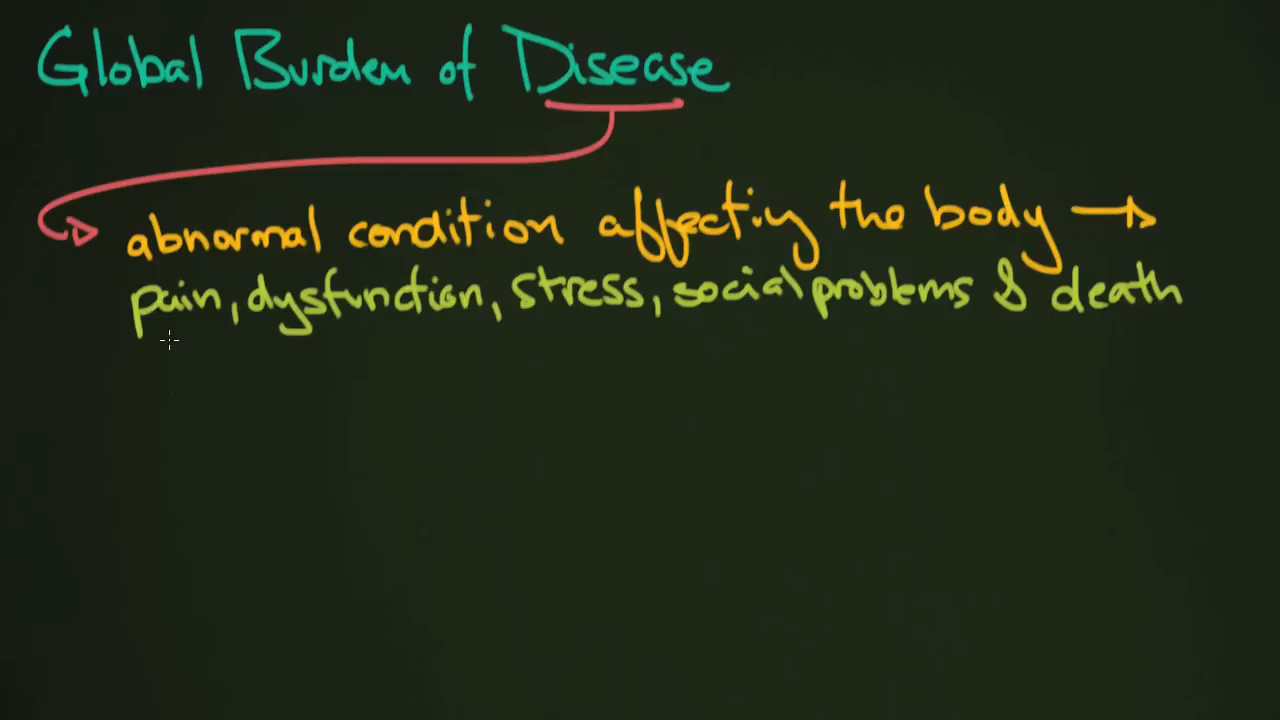 Global Burden of Disease
abnormal condition affecting the body →
pain, dysfunction, stress, social problems & death